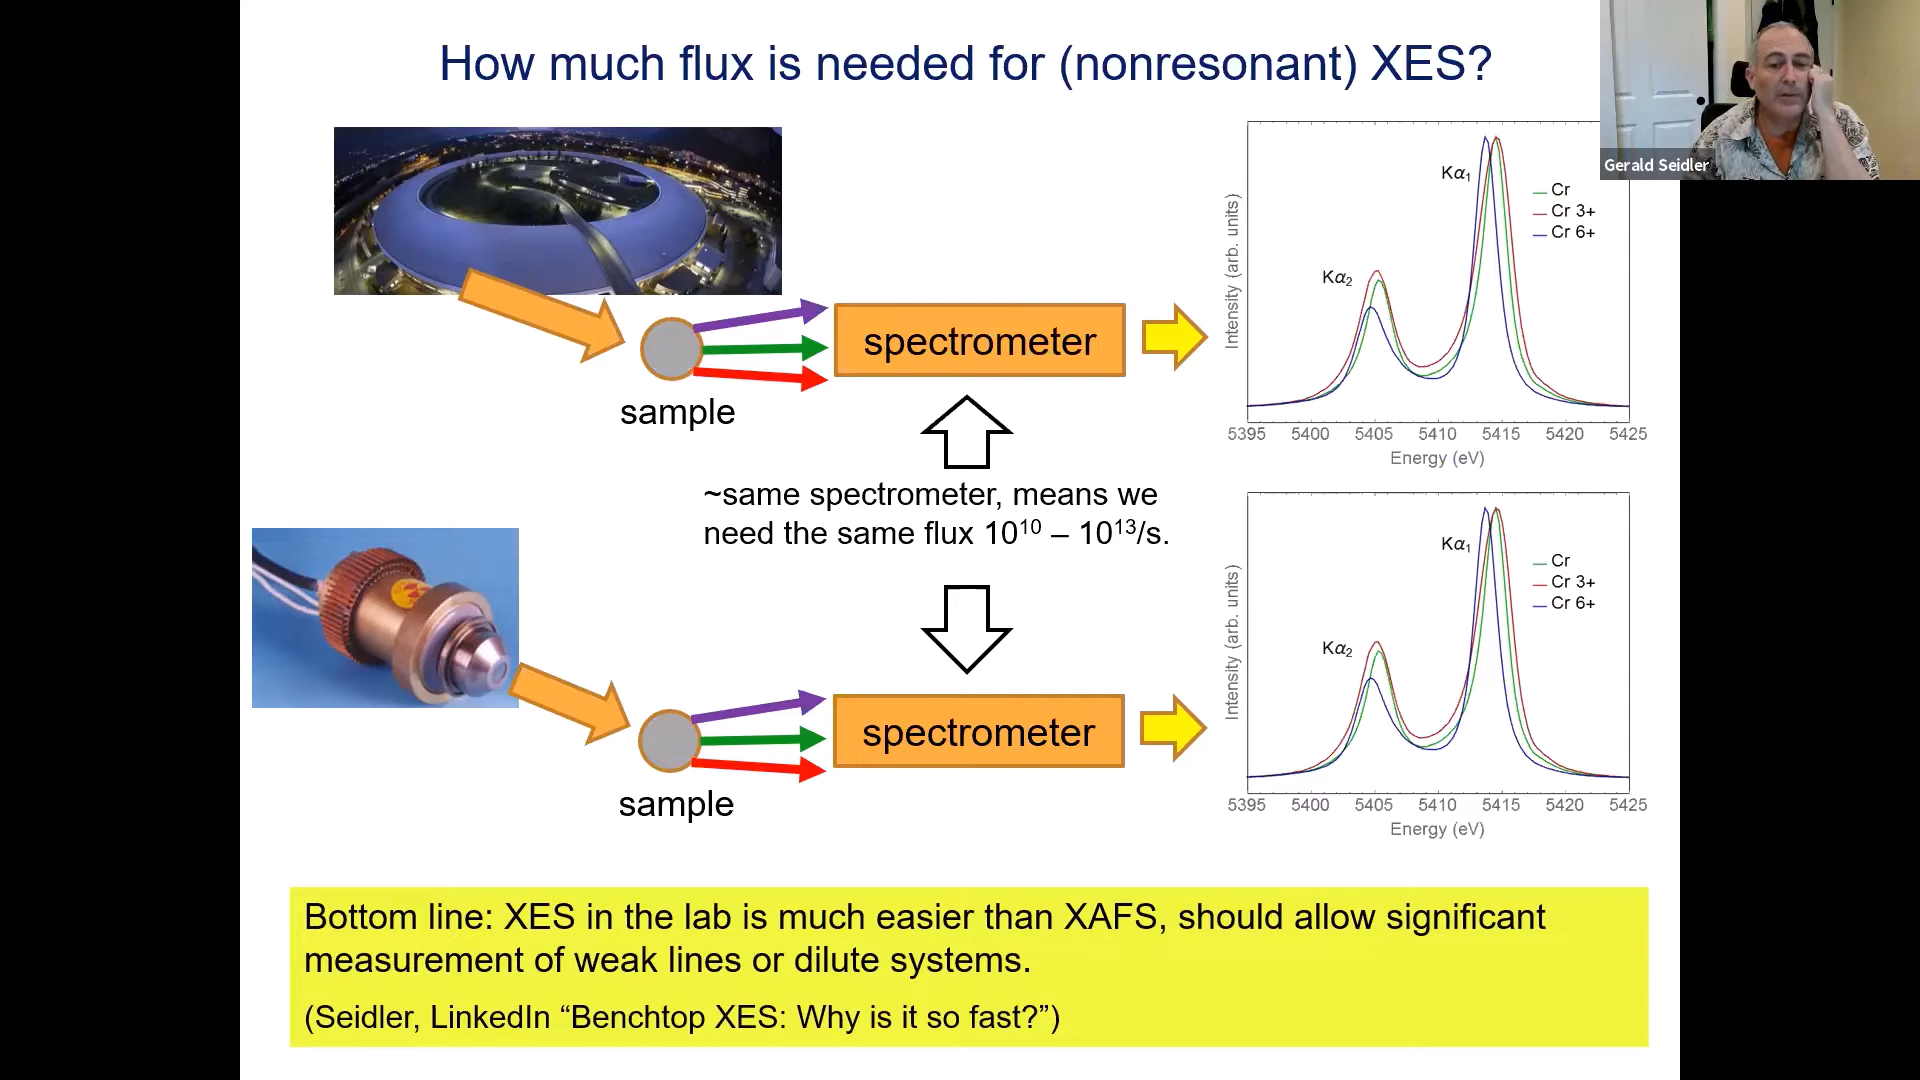 How much flux is needed for (nonresonant) XES?
Gerald Seidler
Kα₁
Cr
Cr 3+
Cr 6+
Kα₂
Intensity (arb. units)
5395 5400 5405 5410 5415 5420 5425
Energy (eV)
spectrometer
sample
~same spectrometer, means we
need the same flux 10¹⁰ – 10¹³/s.
Kα₁
Cr
Cr 3+
Cr 6+
Kα₂
Intensity (arb. units)
5395 5400 5405 5410 5415 5420 5425
Energy (eV)
spectrometer
sample
Bottom line: XES in the lab is much easier than XAFS, should allow significant
measurement of weak lines or dilute systems.
(Seidler, LinkedIn “Benchtop XES: Why is it so fast?”)